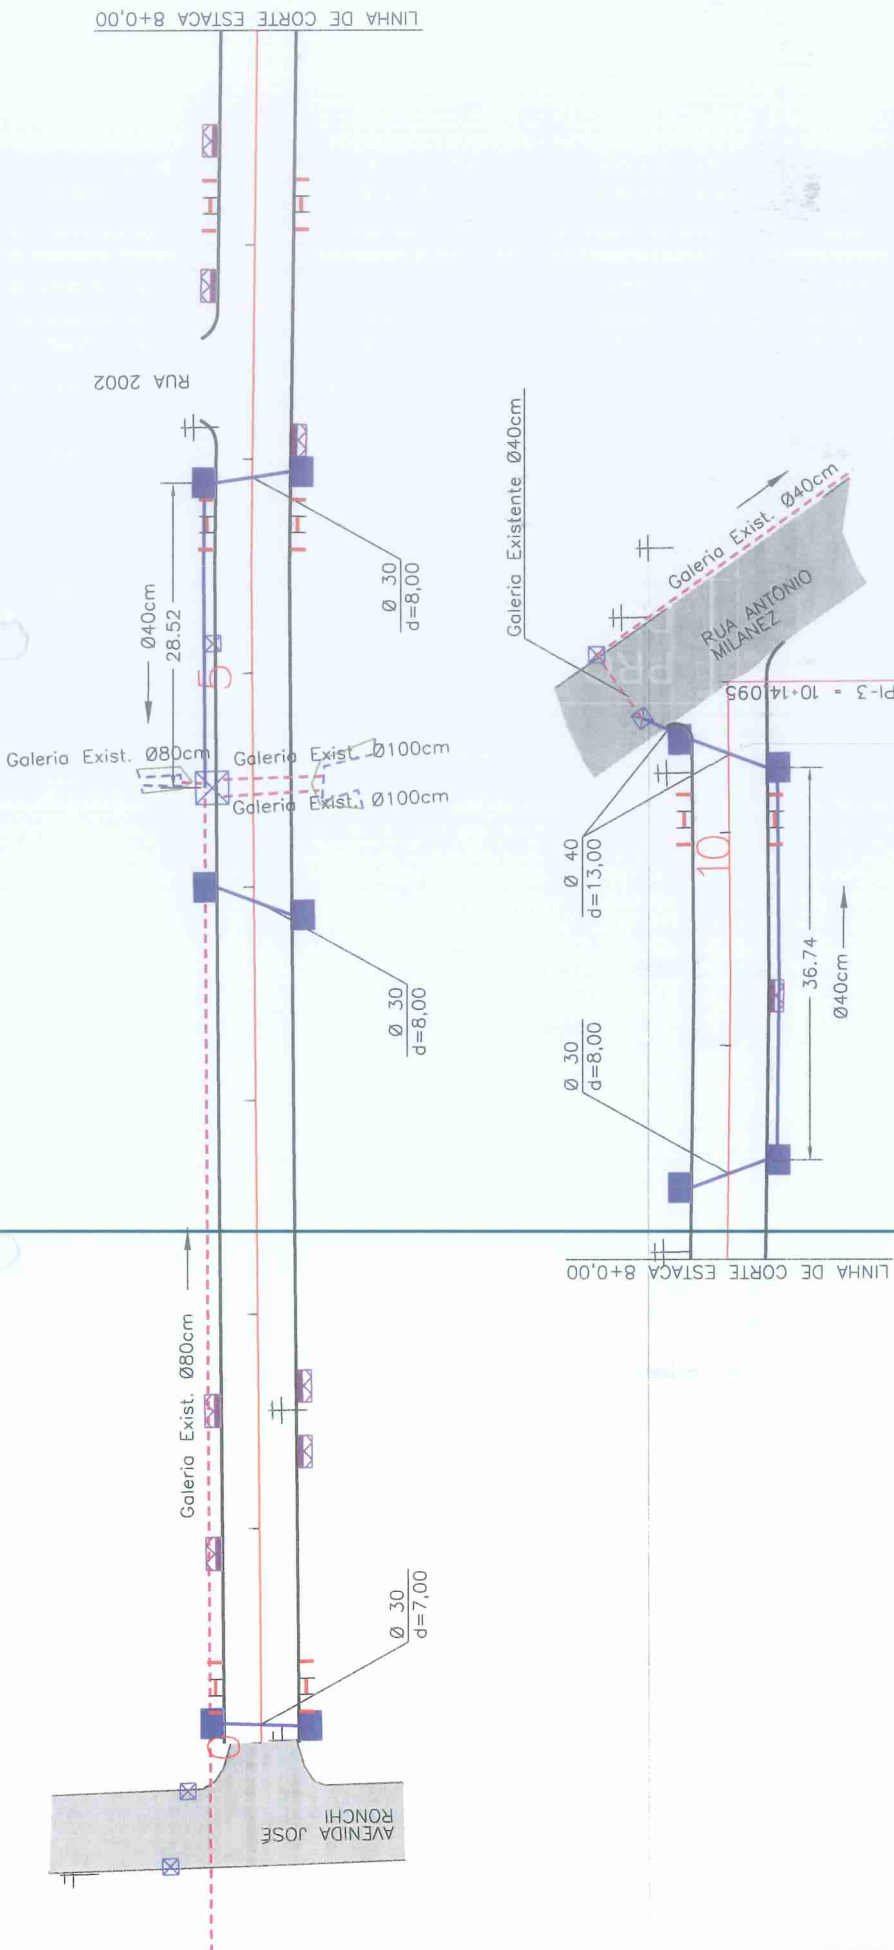 LINHA DE CORTE ESTACA 8+0,00
RUA 2002
Ø40cm
28.52
Ø 30
d=8,00
5
Galeria Exist. Ø80cm
Galeria Exist. Ø100cm
Galeria Exist. Ø100cm
Ø 30
d=8,00
Galeria Exist. Ø80cm
Ø 30
d=7,00
AVENIDA JOSÉ
RONCHI
Galeria Existente Ø40cm
Galeria Exist. Ø40cm
RUA ANTÔNIO
MILANEZ
PR
PI-3 = 10+14,095
Ø 40
d=13,00
10
36.74
Ø40cm
Ø 30
d=8,00
LINHA DE CORTE ESTACA 8+0,00